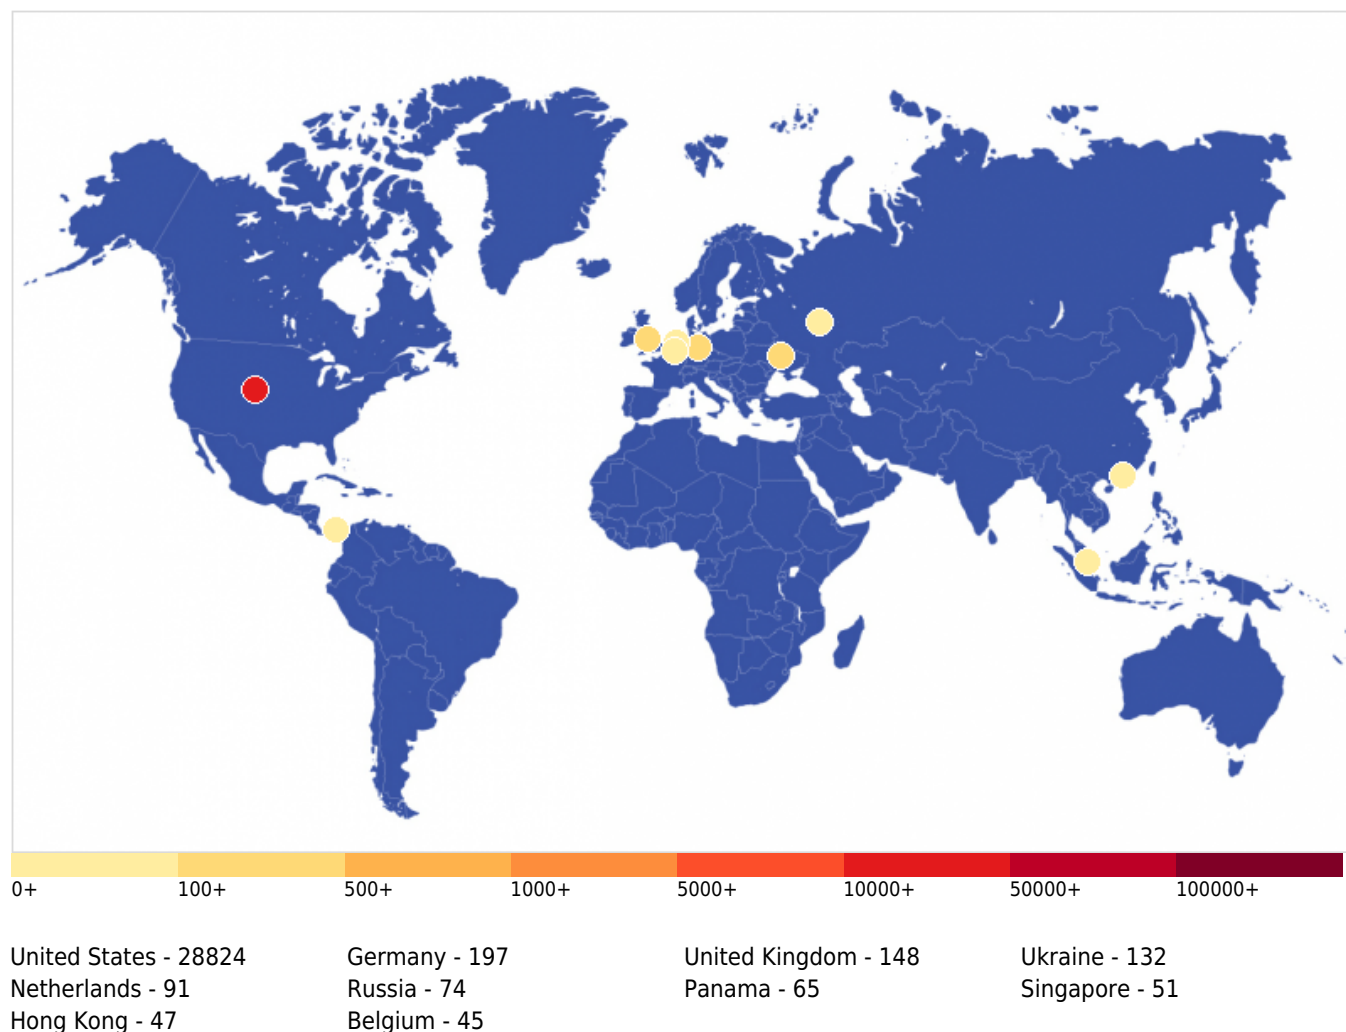 0+ 100+ 500+ 1000+ 5000+ 10000+ 50000+ 100000+
United States - 28824 Germany - 197 United Kingdom - 148 Ukraine - 132
Netherlands - 91 Russia - 74 Panama - 65 Singapore - 51
Hong Kong - 47 Belgium - 45